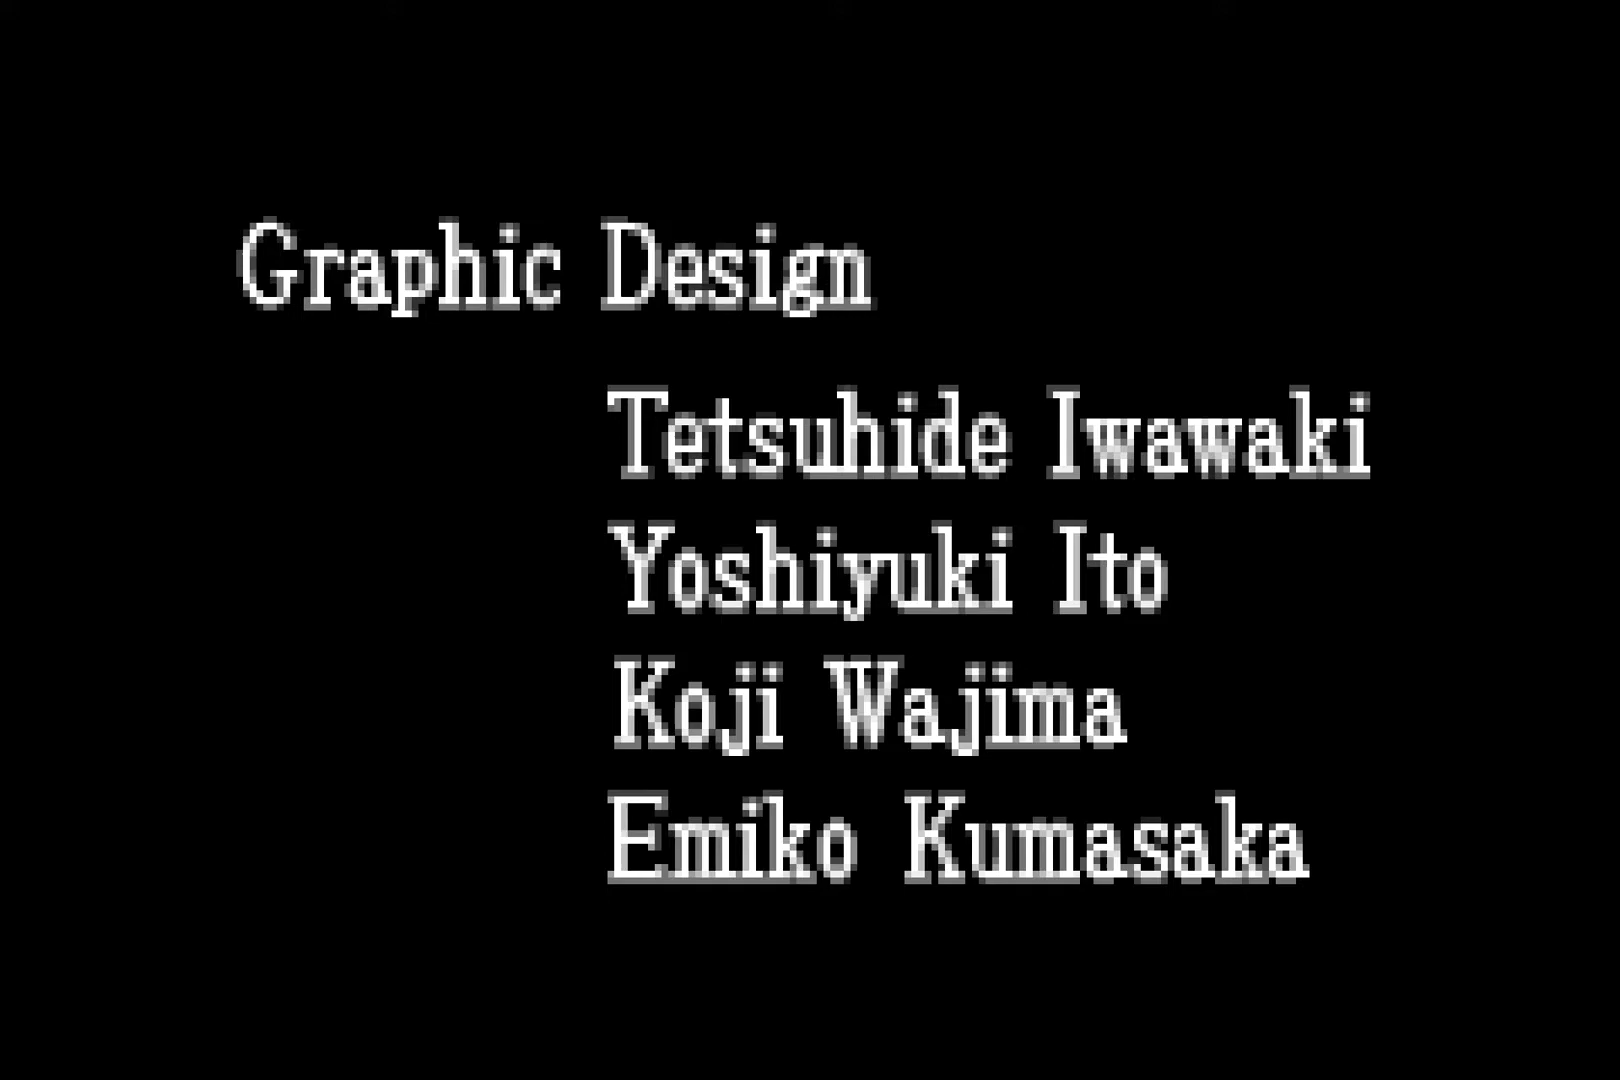 Graphic Design
Tetsuhide Iwawaki
Yoshiyuki Ito
Koji Wajima
Emiko Kumasaka